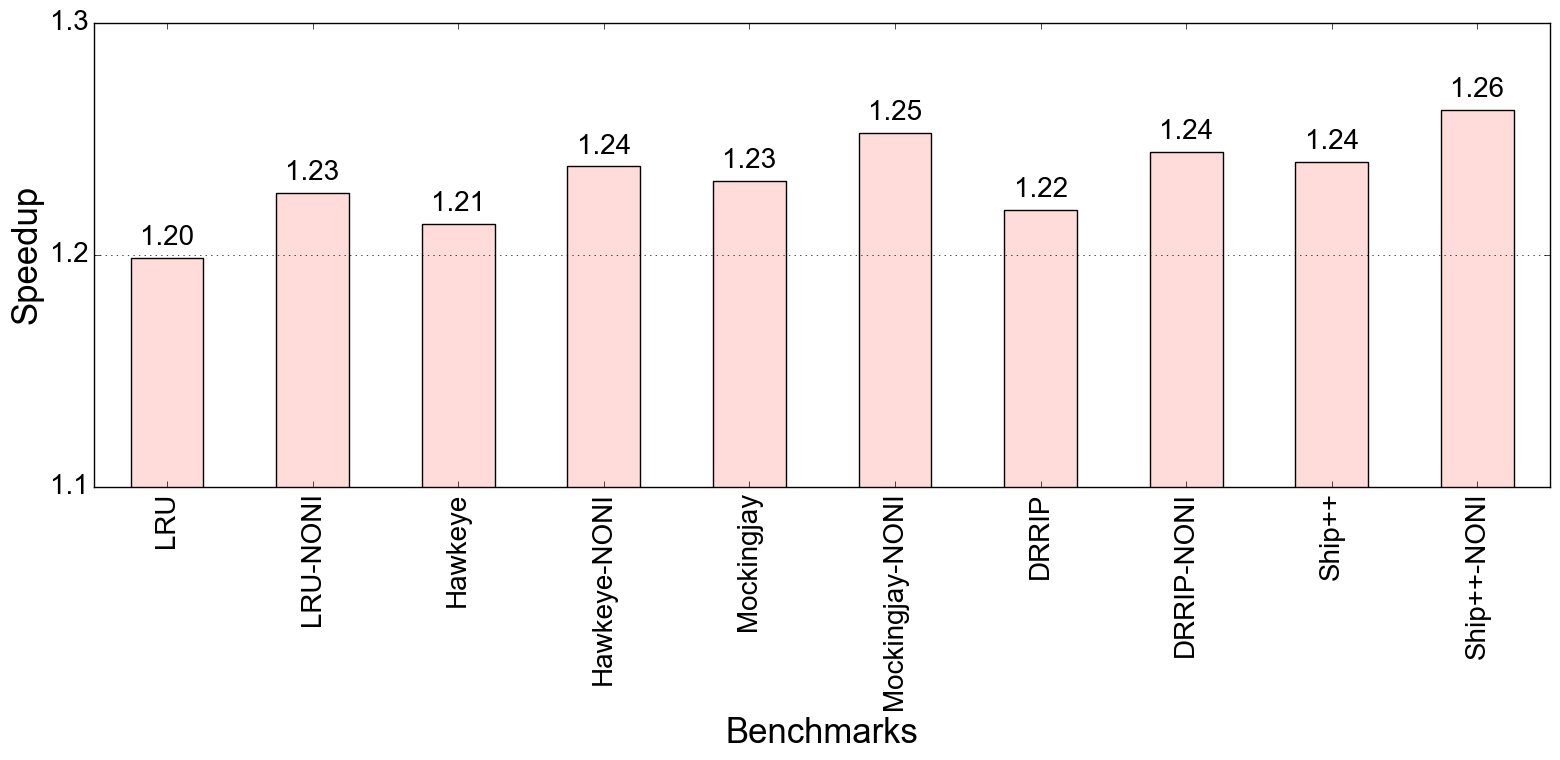 Speedup
1.3
1.2
1.1
1.20
1.23
1.21
1.24
1.23
1.25
1.22
1.24
1.24
1.26
LRU
LRU-NONI
Hawkeye
Hawkeye-NONI
Mockingjay
Mockingjay-NONI
DRRIP
DRRIP-NONI
Ship++
Ship++-NONI
Benchmarks